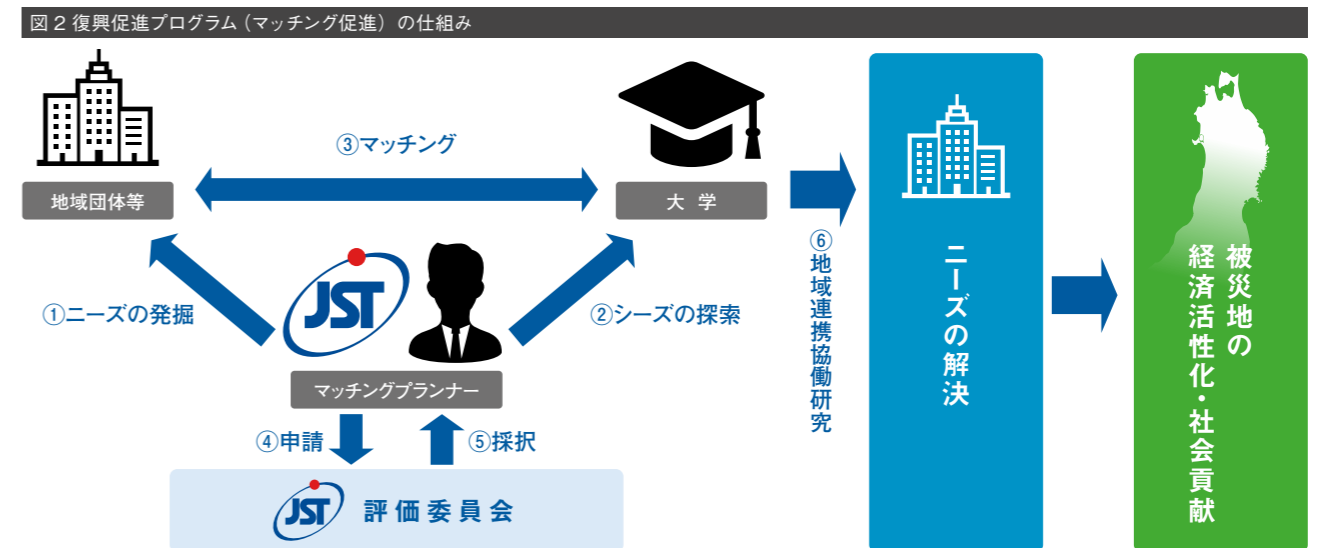 図2 復興促進プログラム（マッチング促進）の仕組み
③マッチング
地域団体等
大学
①ニーズの発掘
JST
②シーズの探索
マッチングプランナー
④申請
⑤採択
JST 評価委員会
⑥地域連携協働研究
ニーズの解決
被災地の
経済活性化・社会貢献